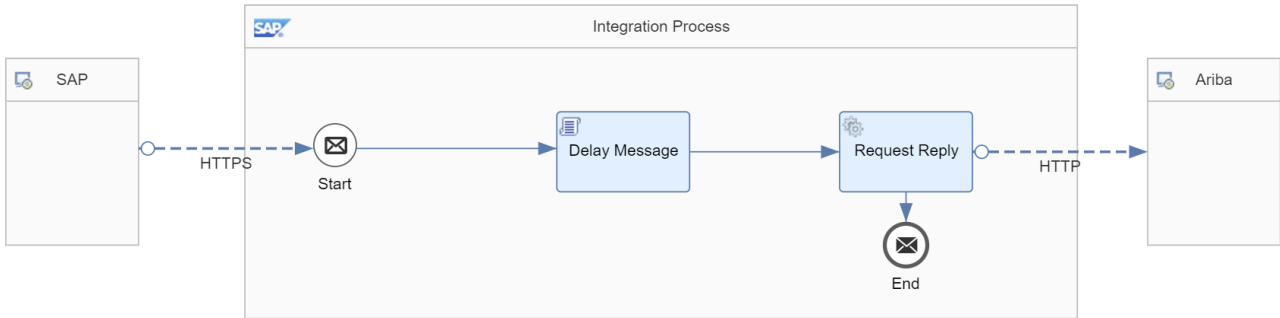 SAP
Integration Process
SAP
Ariba
HTTPS
Start
Delay Message
Request Reply
HTTP
End